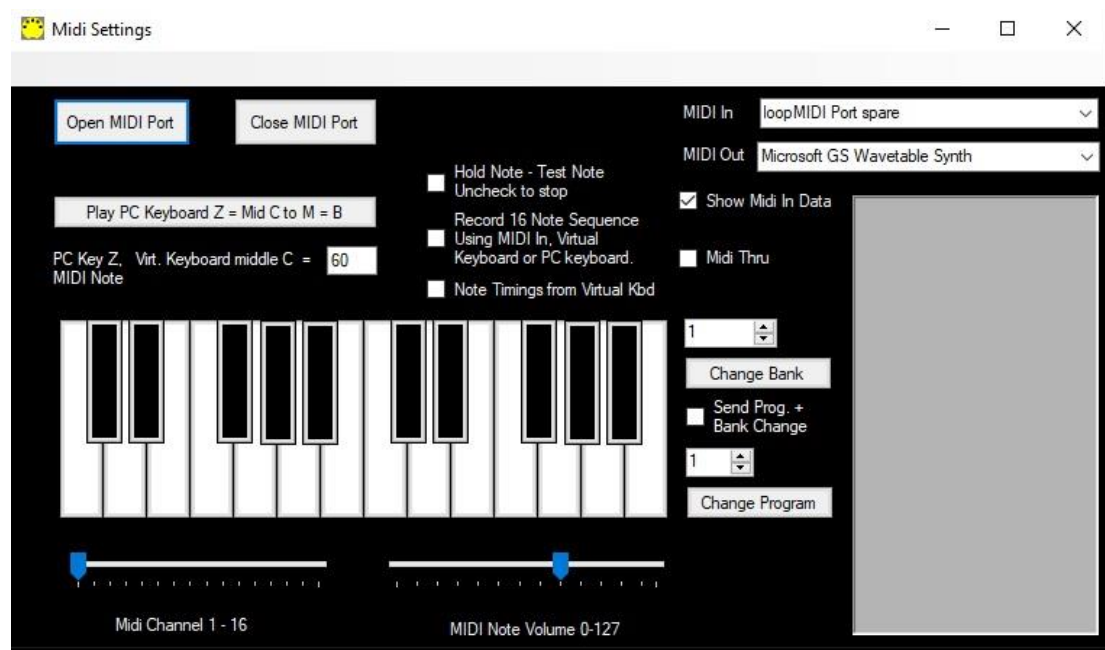 Midi Settings
Open MIDI Port
Close MIDI Port
MIDI In
loopMIDI Port spare
MIDI Out
Microsoft GS Wavetable Synth
Hold Note - Test Note
Uncheck to stop
Show Midi In Data
Play PC Keyboard Z = Mid C to M = B
Record 16 Note Sequence
Using MIDI In, Virtual
Keyboard or PC keyboard.
PC Key Z, Virt. Keyboard middle C =
MIDI Note
60
Midi Thru
Note Timings from Virtual Kbd
1
Change Bank
Send Prog. +
Bank Change
1
Change Program
Midi Channel 1 - 16
MIDI Note Volume 0-127